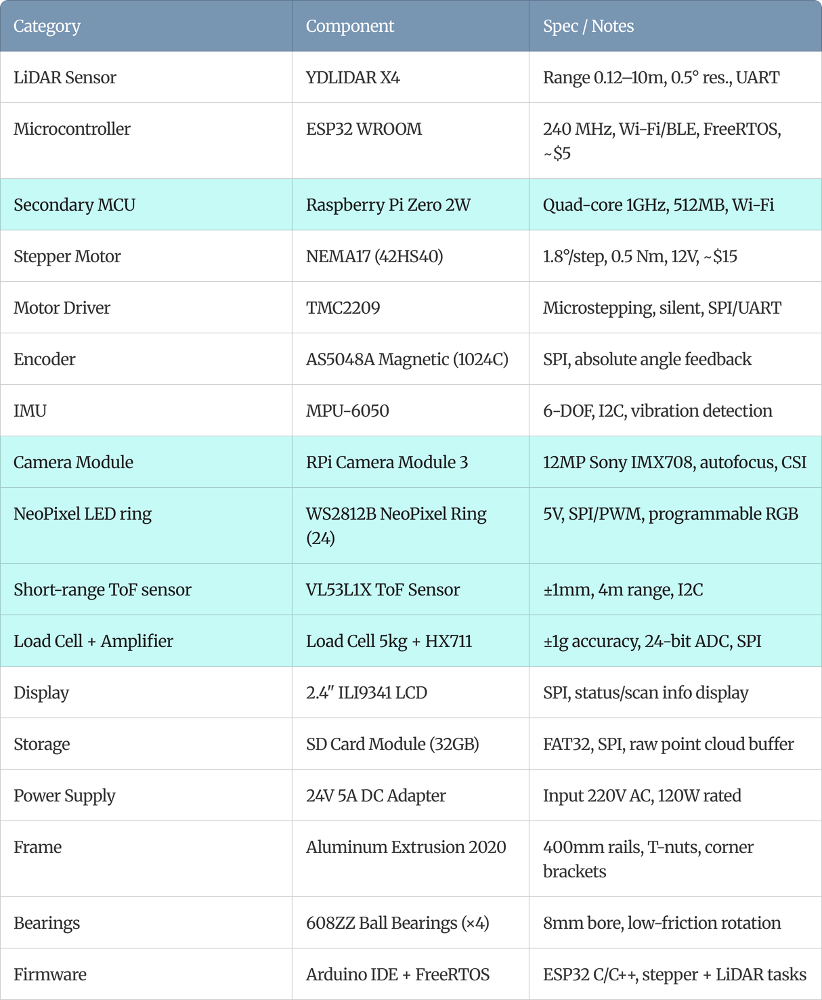 Category Component Spec / Notes
LiDAR Sensor YDLIDAR X4 Range 0.12–10m, 0.5° res., UART
Microcontroller ESP32 WROOM 240 MHz, Wi-Fi/BLE, FreeRTOS,
~$5
Secondary MCU Raspberry Pi Zero 2W Quad-core 1GHz, 512MB, Wi-Fi
Stepper Motor NEMA17 (42HS40) 1.8°/step, 0.5 Nm, 12V, ~$15
Motor Driver TMC2209 Microstepping, silent, SPI/UART
Encoder AS5048A Magnetic (1024C) SPI, absolute angle feedback
IMU MPU-6050 6-DOF, I2C, vibration detection
Camera Module RPi Camera Module 3 12MP Sony IMX708, autofocus, CSI
NeoPixel LED ring WS2812B NeoPixel Ring 5V, SPI/PWM, programmable RGB
(24)
Short-range ToF sensor VL53L1X ToF Sensor ±1mm, 4m range, I2C
Load Cell + Amplifier Load Cell 5kg + HX711 ±1g accuracy, 24-bit ADC, SPI
Display 2.4" ILI9341 LCD SPI, status/scan info display
Storage SD Card Module (32GB) FAT32, SPI, raw point cloud buffer
Power Supply 24V 5A DC Adapter Input 220V AC, 120W rated
Frame Aluminum Extrusion 2020 400mm rails, T-nuts, corner
brackets
Bearings 608ZZ Ball Bearings (×4) 8mm bore, low-friction rotation
Firmware Arduino IDE + FreeRTOS ESP32 C/C++, stepper + LiDAR tasks